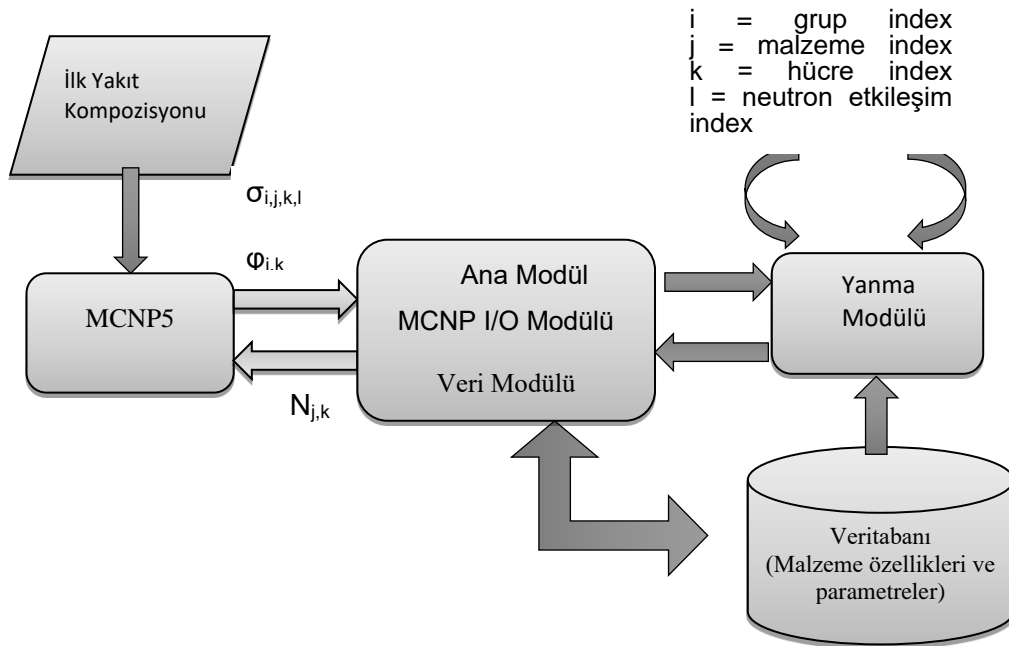 i = grup index
j = malzeme index
k = hücre index
l = neutron etkileşim
index
İlk Yakıt
Kompozisyonu
σi,j,k,l
φi.k
MCNP5
Nj,k
Ana Modül
MCNP I/O Modülü
Veri Modülü
Yanma
Modülü
Veritabanı
(Malzeme özellikleri ve
parametreler)